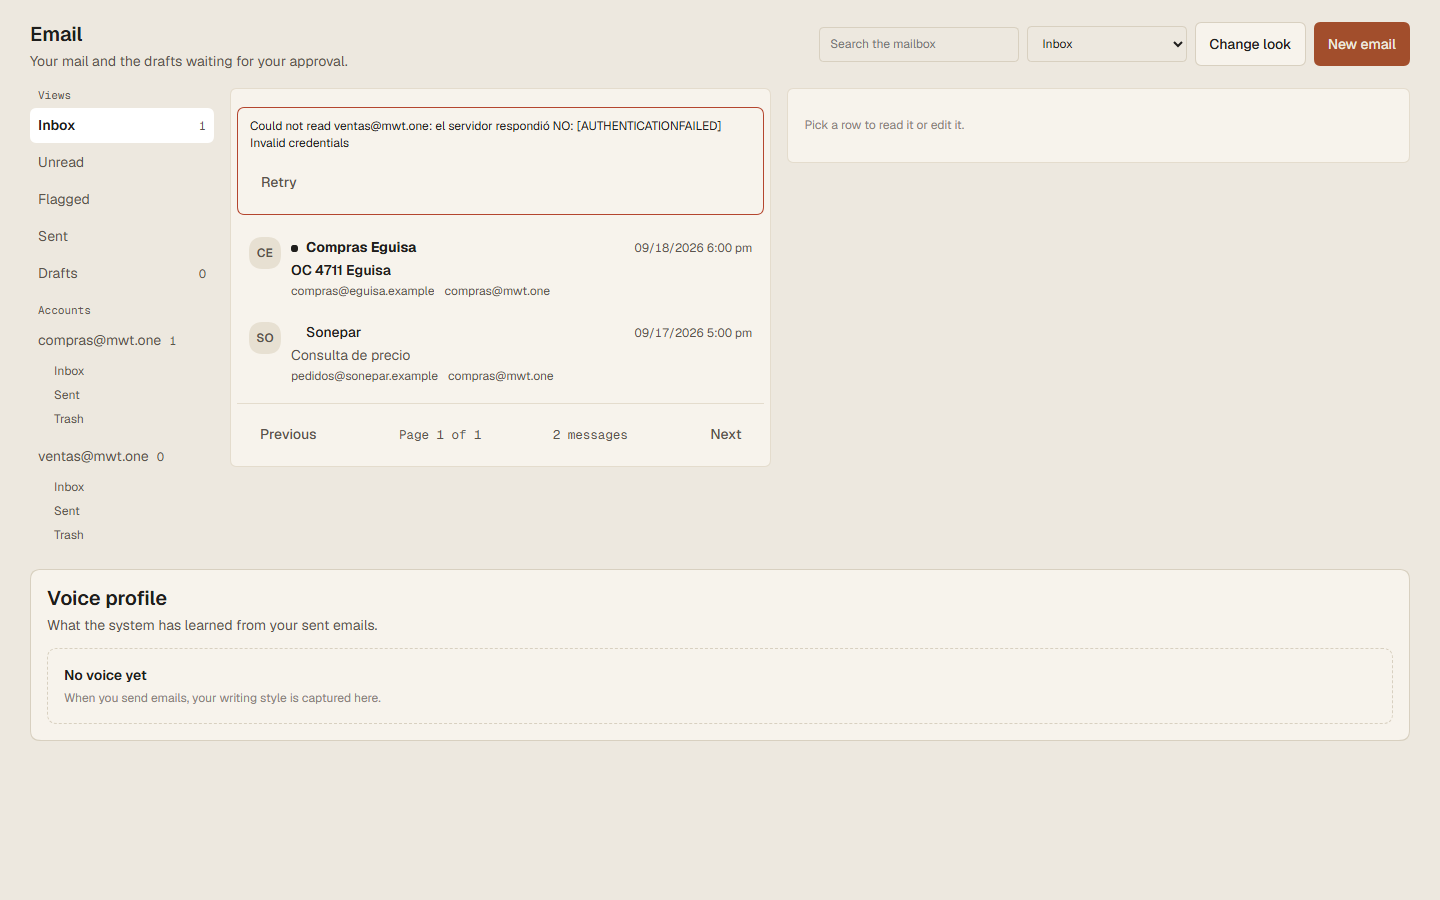 Email
Your mail and the drafts waiting for your approval.
Search the mailbox
Inbox
Change look
New email
Views
Inbox 1
Unread
Flagged
Sent
Drafts 0
Accounts
compras@mwt.one 1
Inbox
Sent
Trash
ventas@mwt.one 0
Inbox
Sent
Trash
Could not read ventas@mwt.one: el servidor respondió NO: [AUTHENTICATIONFAILED]
Invalid credentials
Retry
CE
Compras Eguisa 09/18/2026 6:00 pm
OC 4711 Eguisa
compras@eguisa.example compras@mwt.one
SO
Sonepar 09/17/2026 5:00 pm
Consulta de precio
pedidos@sonepar.example compras@mwt.one
Previous Page 1 of 1 2 messages Next
Pick a row to read it or edit it.
Voice profile
What the system has learned from your sent emails.
No voice yet
When you send emails, your writing style is captured here.